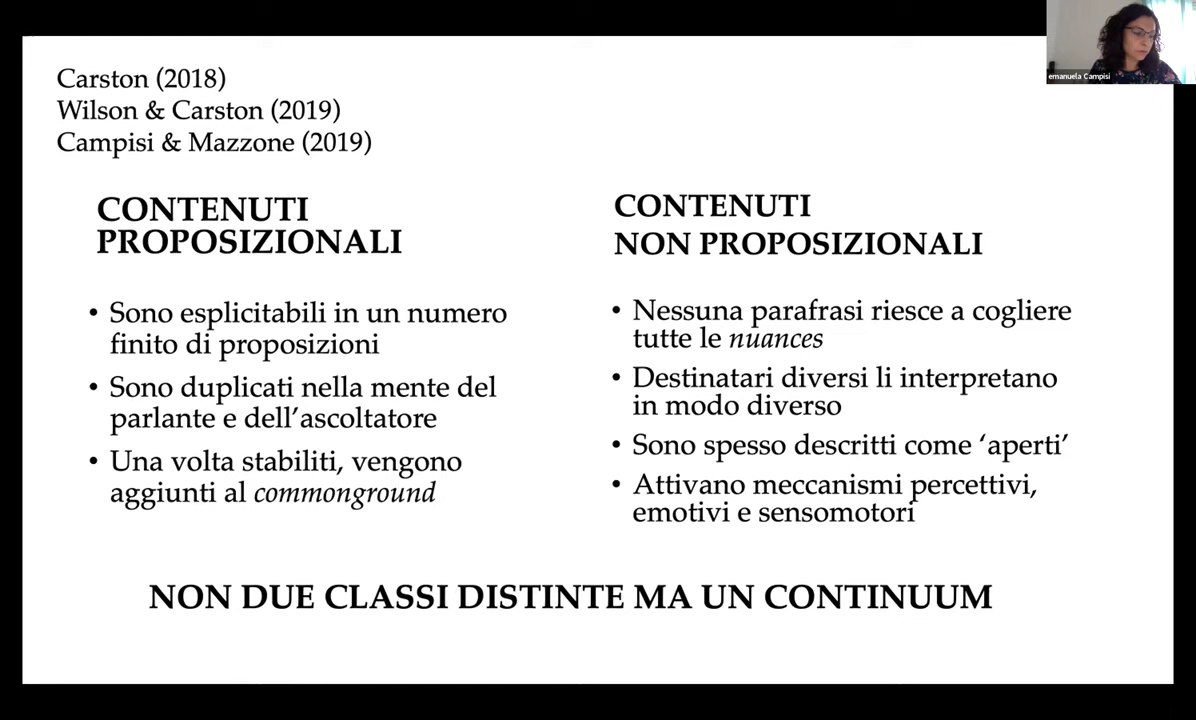 Carston (2018)
Wilson & Carston (2019)
Campisi & Mazzone (2019)
CONTENUTI
PROPOSIZIONALI
• Sono esplicitabili in un numero
finito di proposizioni
• Sono duplicati nella mente del
parlante e dell’ascoltatore
• Una volta stabiliti, vengono
aggiunti al commonground
CONTENUTI
NON PROPOSIZIONALI
• Nessuna parafrasi riesce a cogliere
tutte le nuances
• Destinatari diversi li interpretano
in modo diverso
• Sono spesso descritti come ‘aperti’
• Attivano meccanismi percettivi,
emotivi e sensomotori
NON DUE CLASSI DISTINTE MA UN CONTINUUM
emanuela Campisi